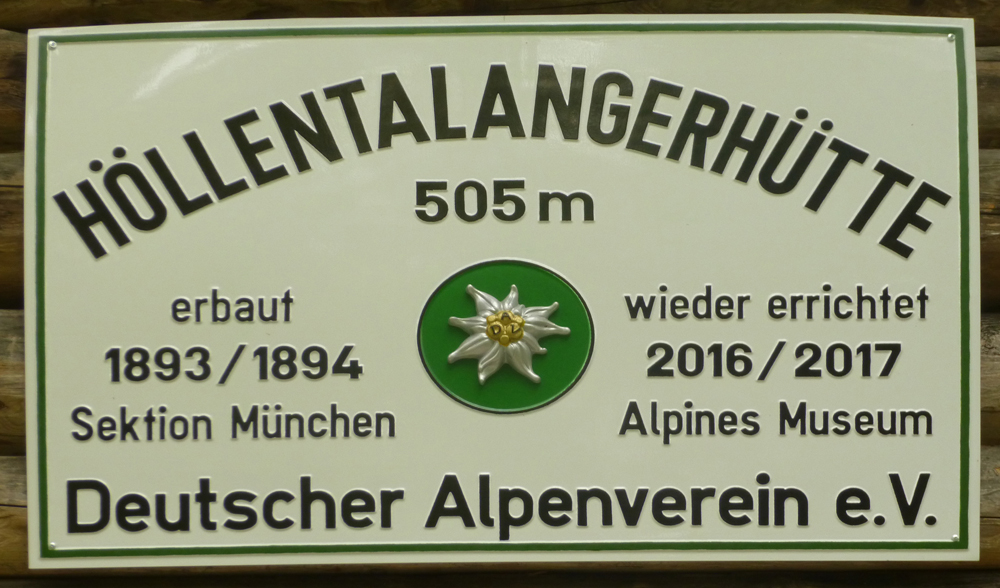 HÖLLENTALANGERHÜTTE
505 m
erbaut
1893/1894
Sektion München
wieder errichtet
2016/2017
Alpines Museum
Deutscher Alpenverein e.V.